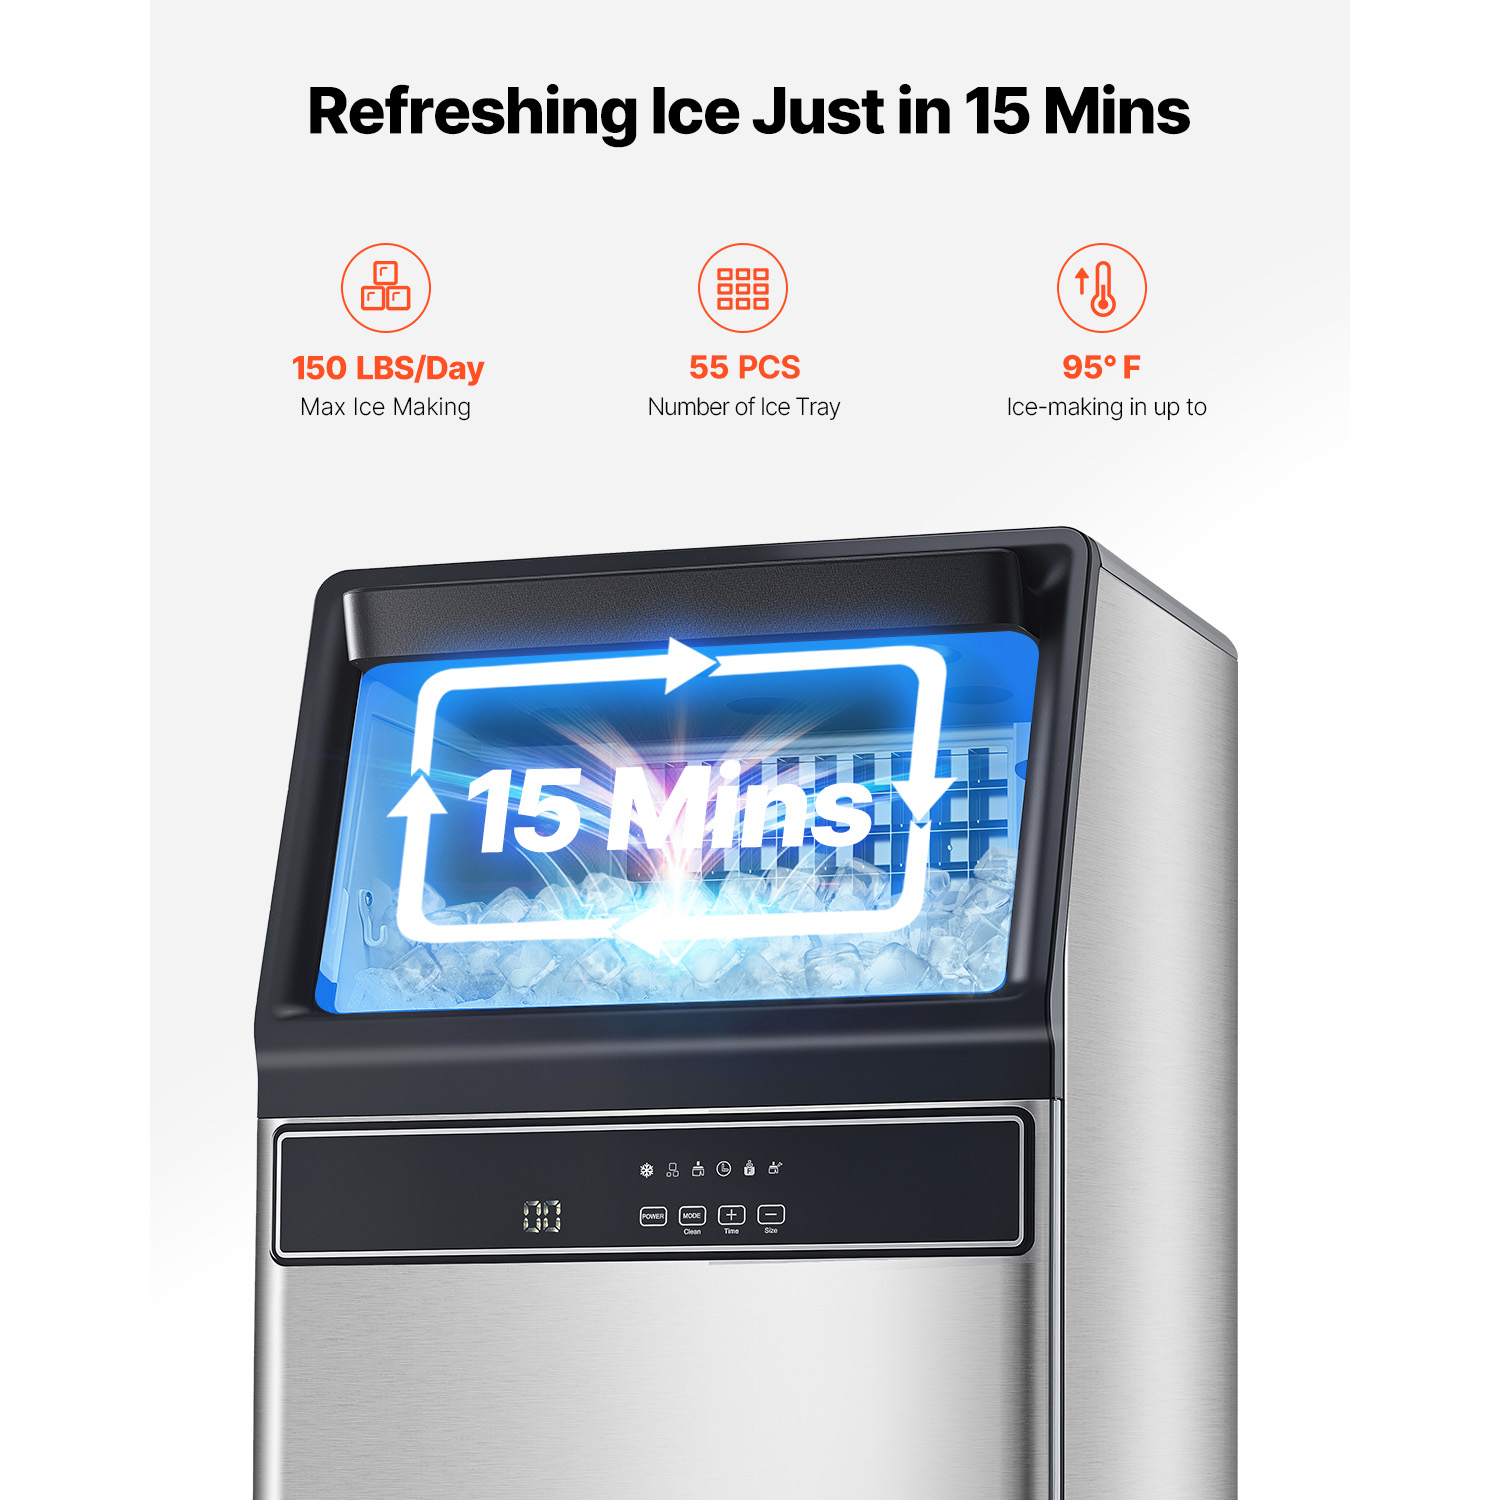 Refreshing Ice Just in 15 Mins
150 LBS/Day
Max Ice Making
55 PCS
Number of Ice Tray
95° F
Ice-making in up to
15 Mins
00
POWER
MODE
Clean
Time
Size